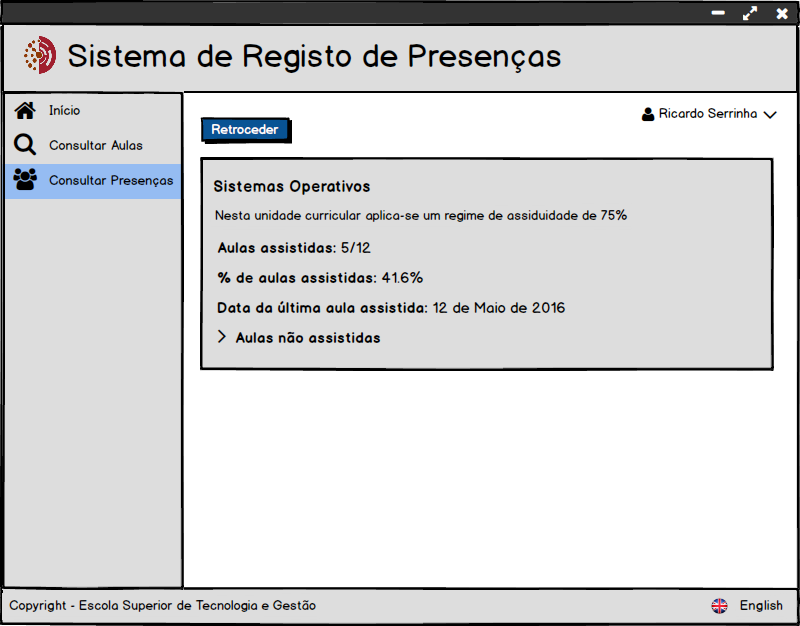 Sistema de Registo de Presenças
Início
Consultar Aulas
Consultar Presenças
Ricardo Serrinha
Retroceder
Sistemas Operativos
Nesta unidade curricular aplica-se um regime de assiduidade de 75%
Aulas assistidas: 5/12
% de aulas assistidas: 41.6%
Data da última aula assistida: 12 de Maio de 2016
Aulas não assistidas
Copyright - Escola Superior de Tecnologia e Gestão
English